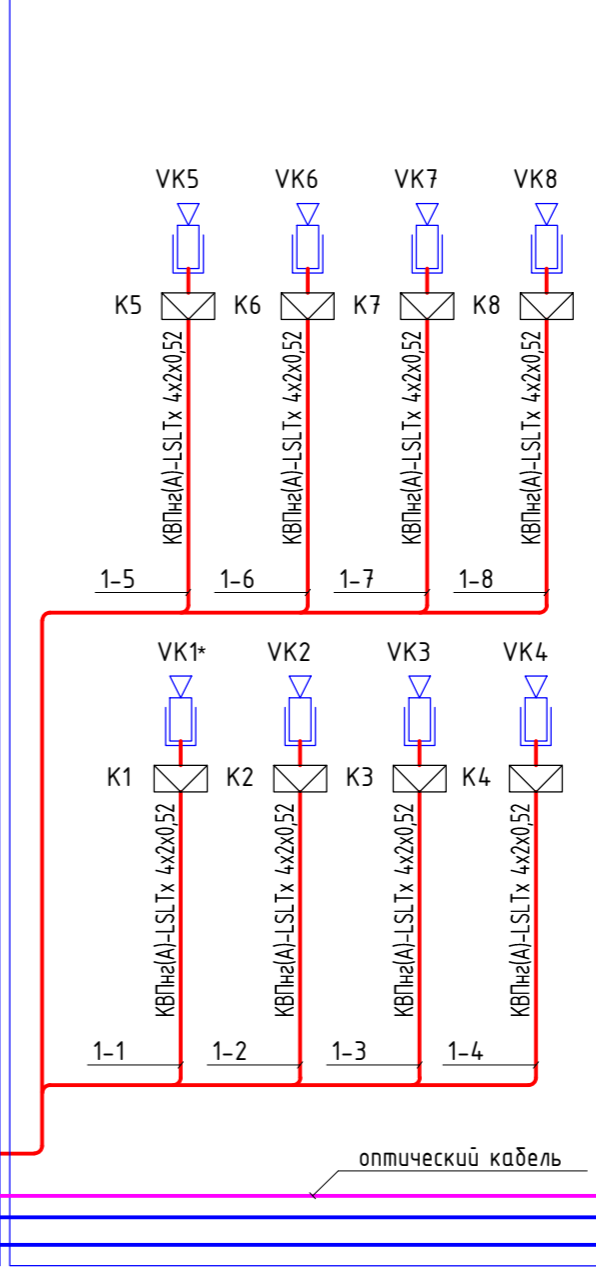 VK5 VK6 VK7 VK8
K5 K6 K7 K8
КВПнг(А)-LSLTx 4x2x0,52
КВПнг(А)-LSLTx 4x2x0,52
КВПнг(А)-LSLTx 4x2x0,52
КВПнг(А)-LSLTx 4x2x0,52
1-5 1-6 1-7 1-8
VK1* VK2 VK3 VK4
K1 K2 K3 K4
КВПнг(А)-LSLTx 4x2x0,52
КВПнг(А)-LSLTx 4x2x0,52
КВПнг(А)-LSLTx 4x2x0,52
КВПнг(А)-LSLTx 4x2x0,52
1-1 1-2 1-3 1-4
оптический кабель